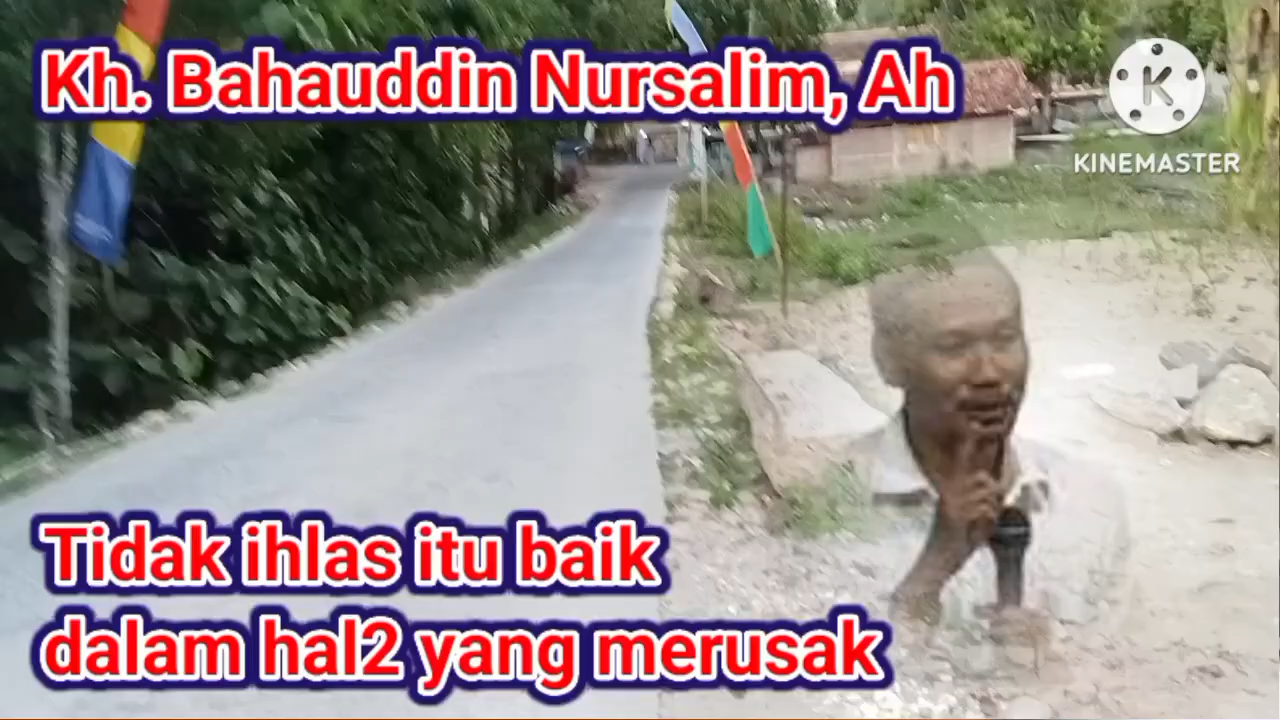 Kh. Bahauddin Nursalim, Ah
K
KINEMASTER
Tidak ihlas itu baik
dalam hal2 yang merusak